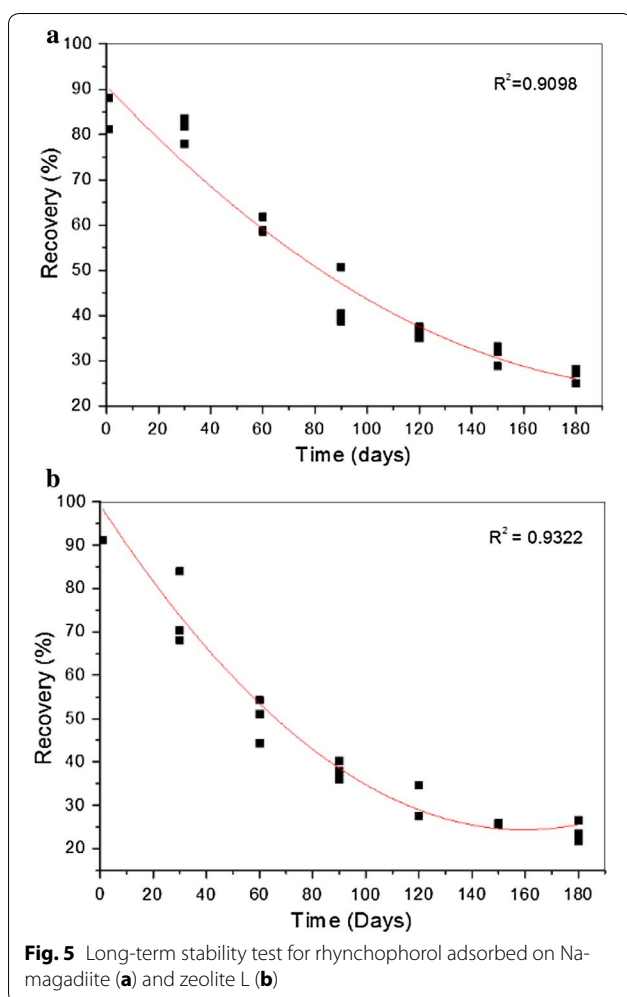 a
100
90
80
70
60
50
40
30
20
Recovery (%)
R²=0.9098
0 20 40 60 80 100 120 140 160 180
Time (days)
b
100
90
80
70
60
50
40
30
20
Recovery (%)
R² = 0.9322
0 20 40 60 80 100 120 140 160 180
Time (Days)
Fig. 5 Long-term stability test for rhynchophorol adsorbed on Na-
magadiite (a) and zeolite L (b)